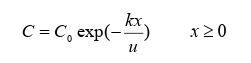 C = C₀ exp(−kx/u)    x ≥ 0